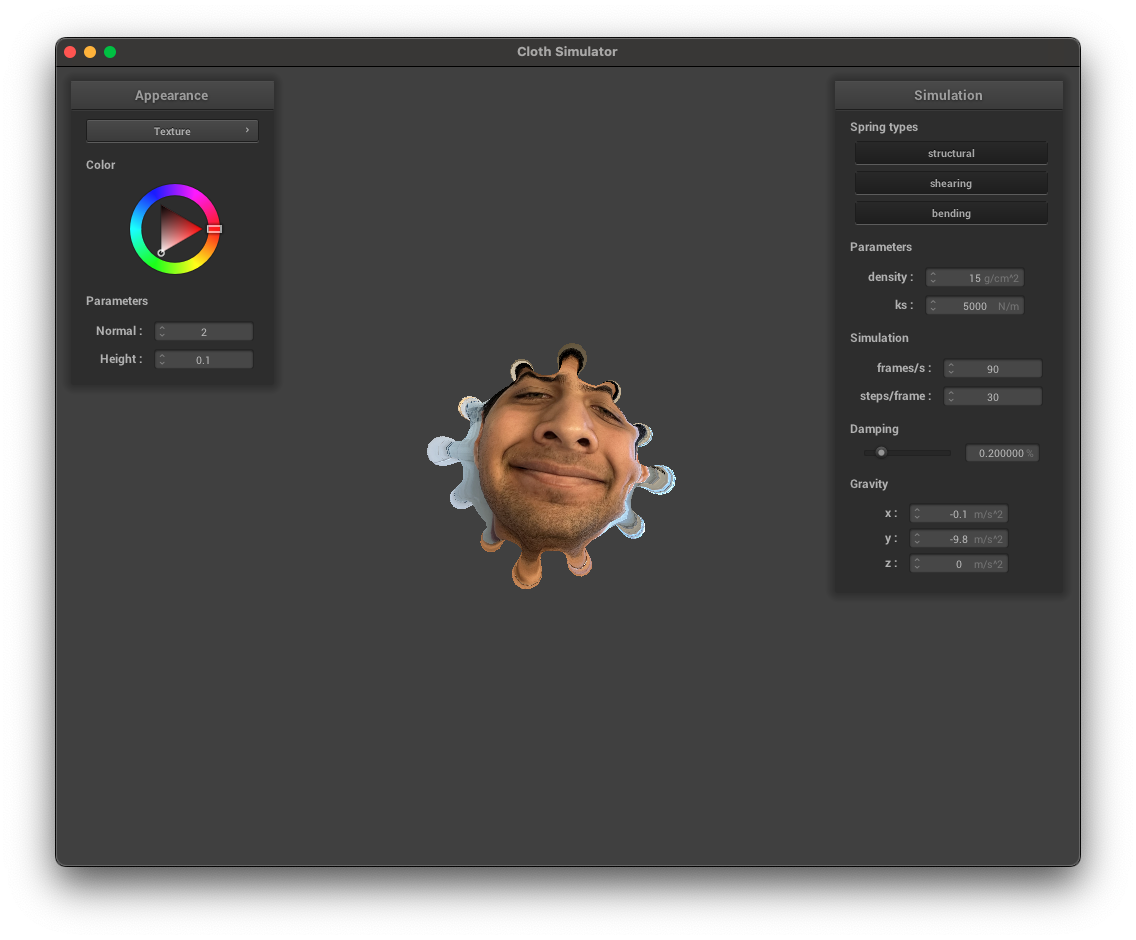 Cloth Simulator
Appearance
Texture ›
Color
Parameters
Normal : 2
Height : 0.1
Simulation
Spring types
structural
shearing
bending
Parameters
density : 15 g/cm^2
ks : 5000 N/m
Simulation
frames/s : 90
steps/frame : 30
Damping
0.200000 %
Gravity
x : -0.1 m/s^2
y : -9.8 m/s^2
z : 0 m/s^2